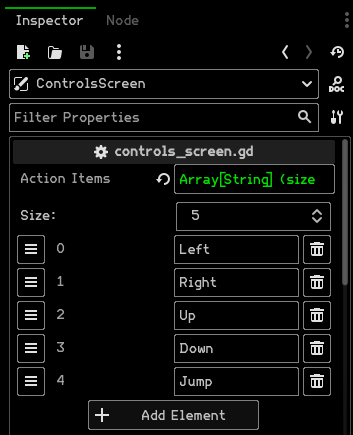 Inspector Node
ControlsScreen
DOC
Filter Properties
controls_screen.gd
Action Items Array[String] (size
Size: 5
0 Left
1 Right
2 Up
3 Down
4 Jump
+ Add Element